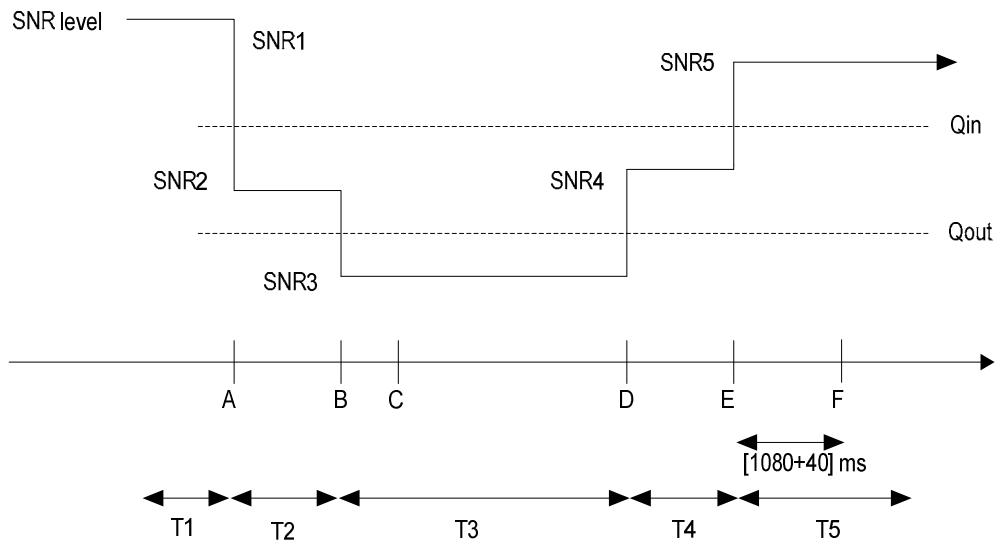 SNR level
SNR1
SNR5
Qin
SNR2
SNR4
Qout
SNR3
A B C D E F
[1080+40] ms
T1 T2 T3 T4 T5